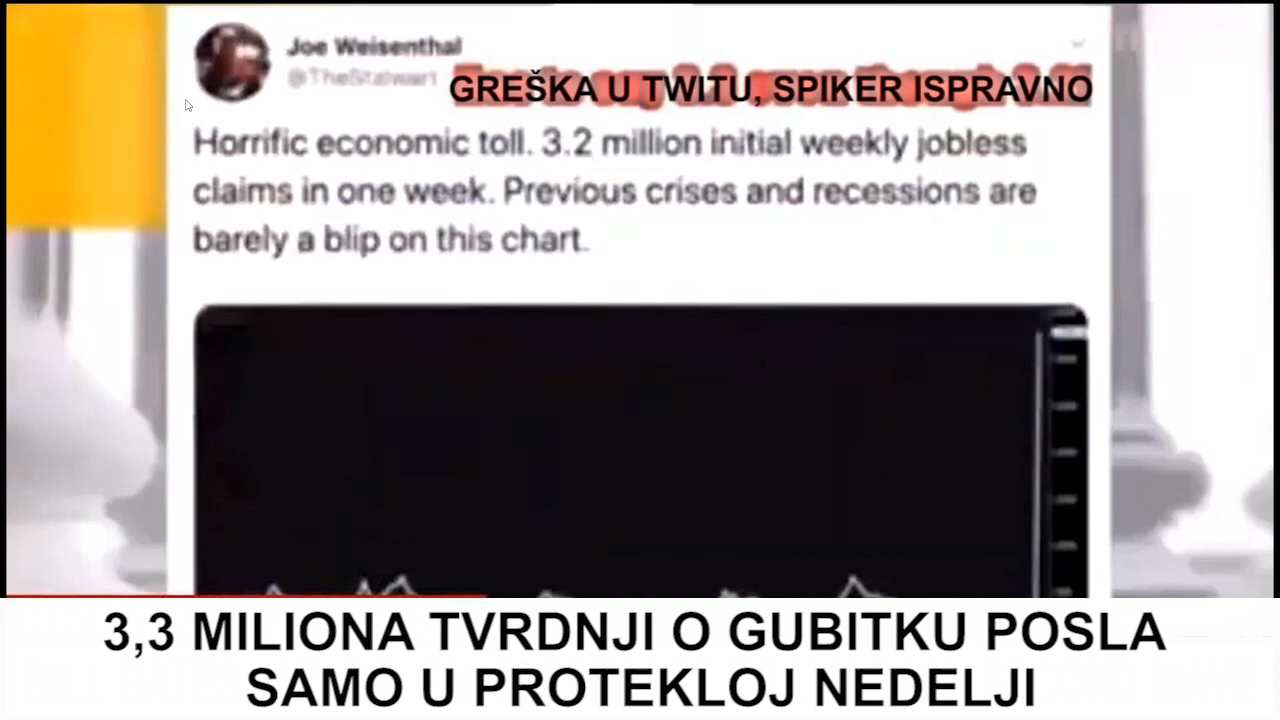 Joe Weisenthal
@TheStalwart
GREŠKA U TWITU, SPIKER ISPRAVNO
Horrific economic toll. 3.2 million initial weekly jobless
claims in one week. Previous crises and recessions are
barely a blip on this chart.
3,3 MILIONA TVRDNJI O GUBITKU POSLA
SAMO U PROTEKLOJ NEDELJI